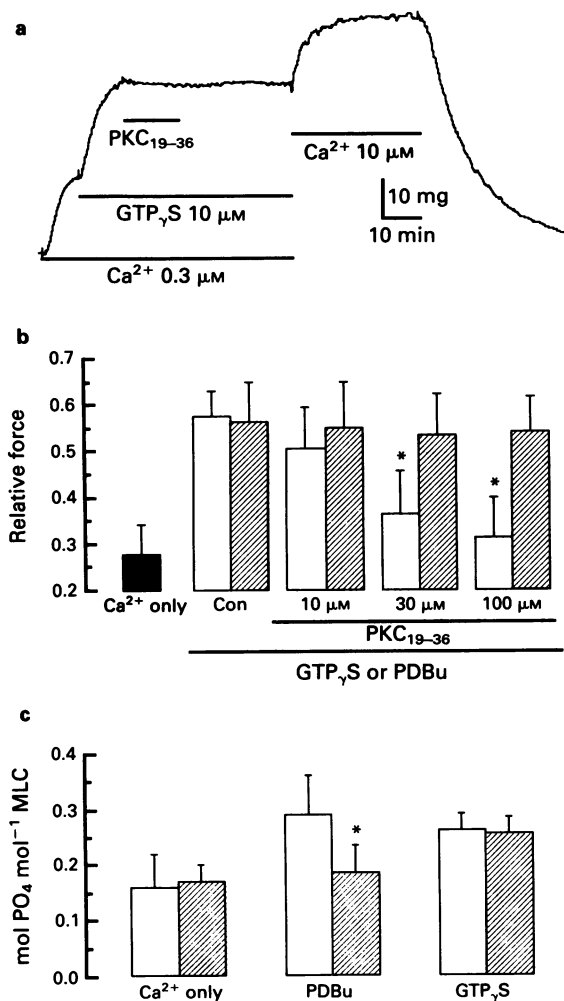 a
PKC₁₉₋₃₆
Ca²⁺ 10 µM
GTPᵧS 10 µM
10 mg
10 min
Ca²⁺ 0.3 µM
b
Relative force
0.7
0.6
0.5
0.4
0.3
0.2
* *
Ca²⁺ only Con 10 µM 30 µM 100 µM
PKC₁₉₋₃₆
GTPᵧS or PDBu
c
mol PO₄ mol⁻¹ MLC
0.4
0.3
0.2
0.1
0.0
*
Ca²⁺ only PDBu GTPᵧS